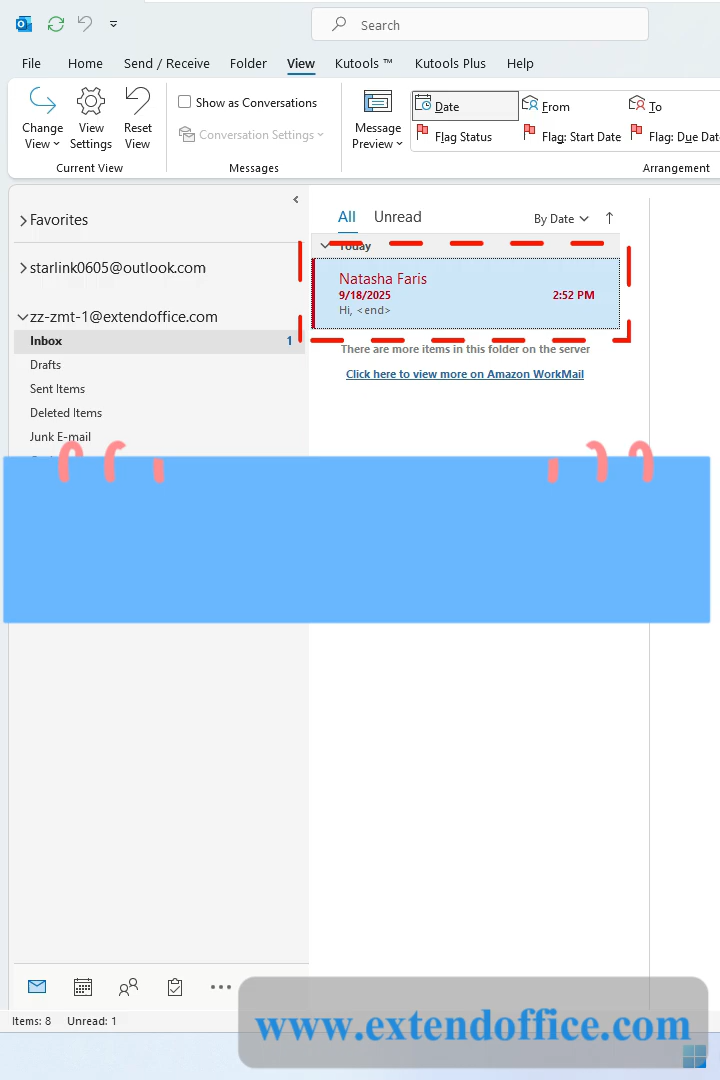 Search
File Home Send / Receive Folder View Kutools ™ Kutools Plus Help
Change View
View Settings
Reset View
Current View
Show as Conversations
Conversation Settings
Messages
Message Preview
Date From To
Flag Status Flag: Start Date Flag: Due Dat
Arrangement
Favorites
starlink0605@outlook.com
zz-zmt-1@extendoffice.com
Inbox 1
Drafts
Sent Items
Deleted Items
Junk E-mail
All Unread By Date
Today
Natasha Faris
9/18/2025 2:52 PM
Hi, <end>
There are more items in this folder on the server
Click here to view more on Amazon WorkMail
Items: 8 Unread: 1
www.extendoffice.com